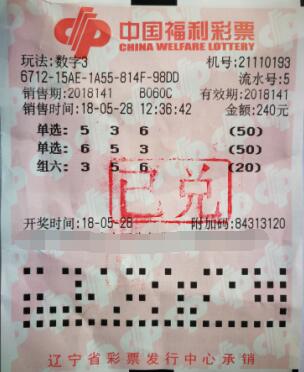 中国福利彩票
CHINA WELFARE LOTTERY
玩法:数字3 机号:21110193
6712-15AE-1A55-814F-98DD 流水号:5
销售期:2018141 B060C 有效期:2018141
销售时间:18-05-28 12:36:42 金额:240元
单选: 5 3 6 (50)
单选: 6 5 3 (50)
组六: 3 5 6 (20)
已兑
开奖时间:18-05-28 附加码:84313120
辽宁省彩票发行中心承销